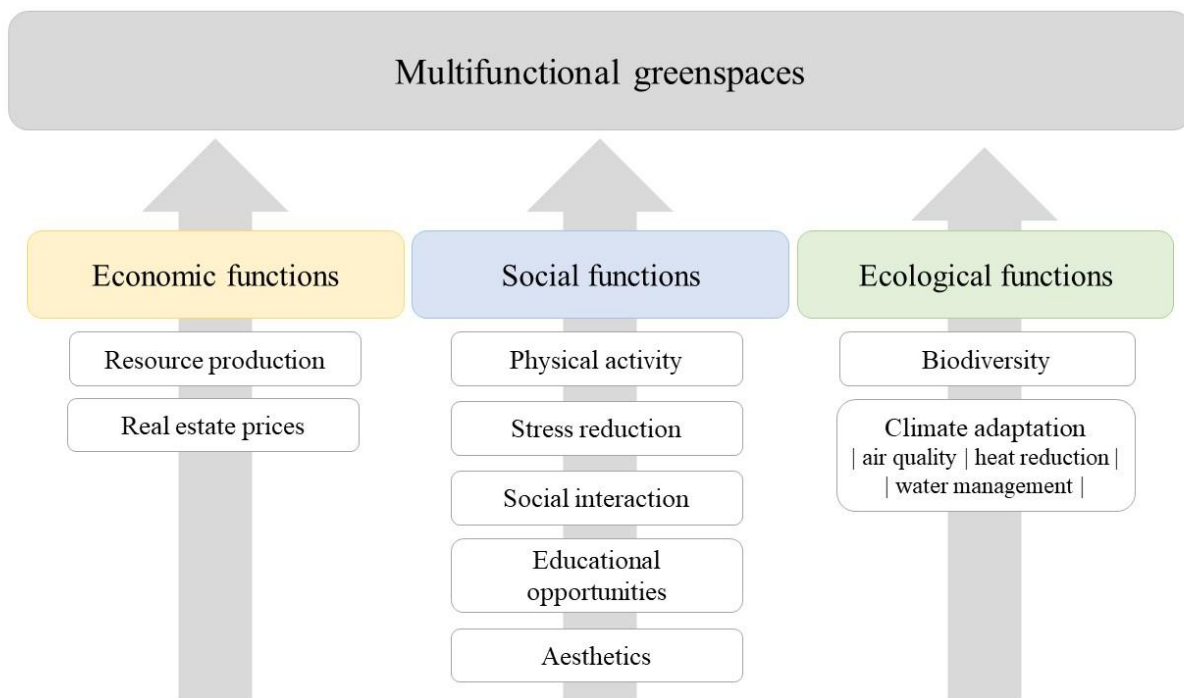 Multifunctional greenspaces
Economic functions
Resource production
Real estate prices
Social functions
Physical activity
Stress reduction
Social interaction
Educational
opportunities
Aesthetics
Ecological functions
Biodiversity
Climate adaptation
| air quality | heat reduction |
| water management |